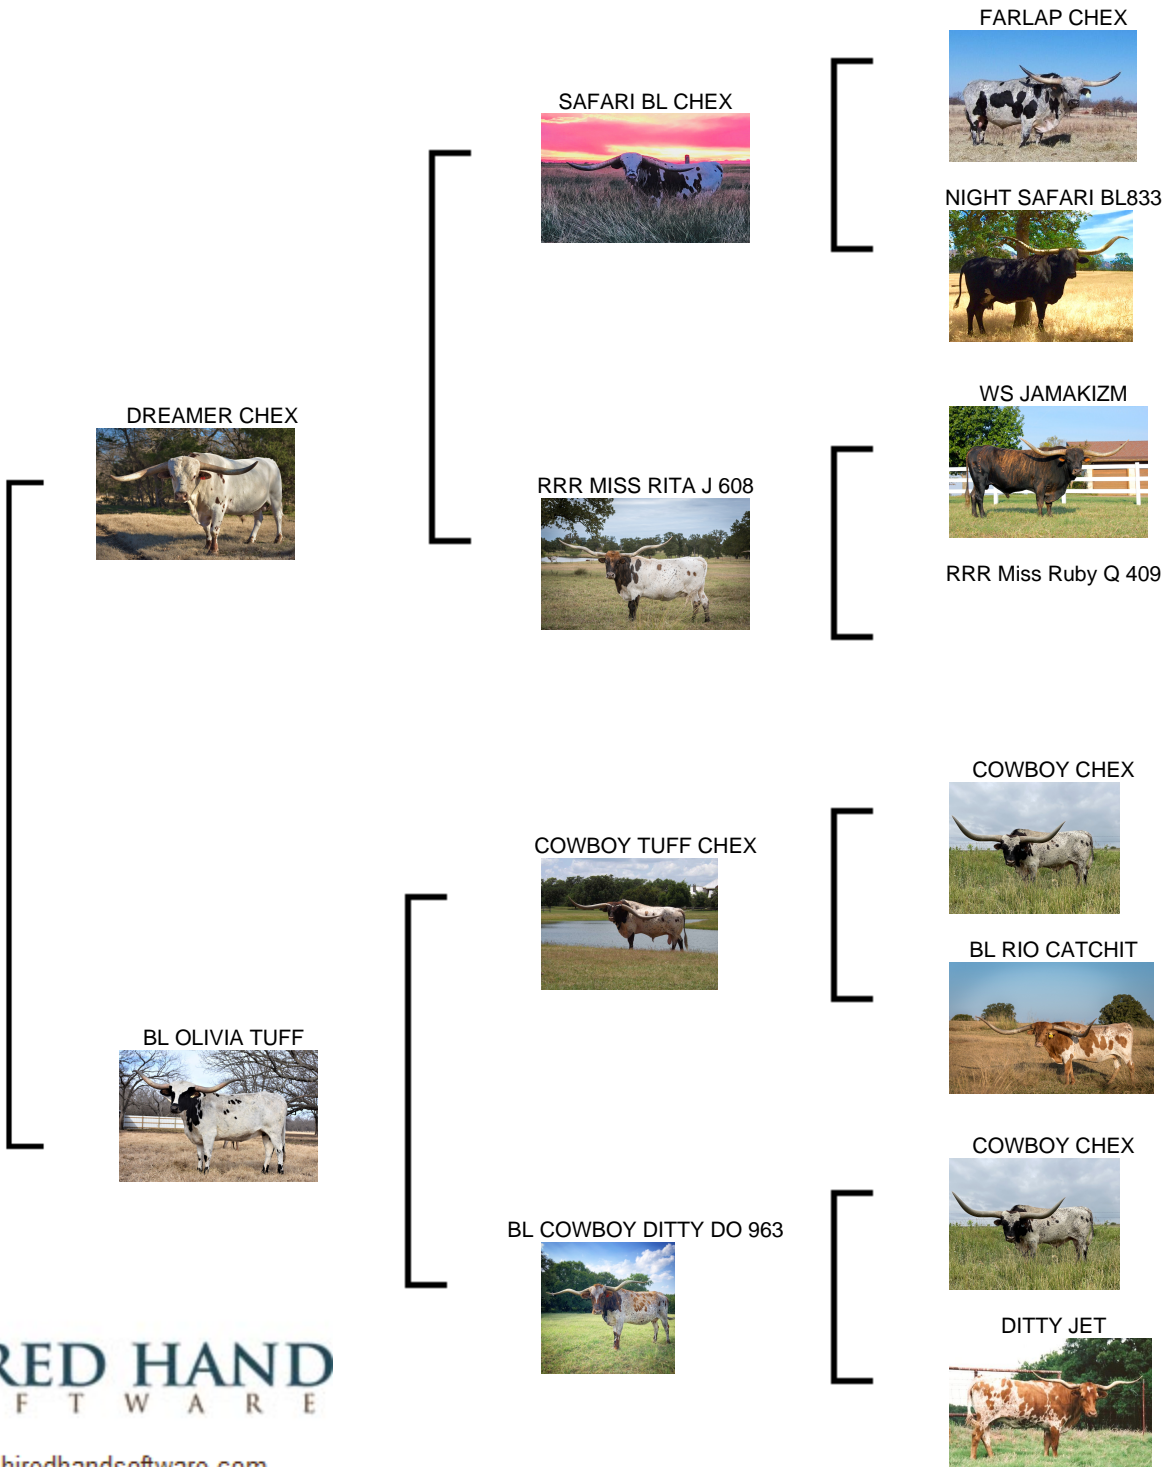 FARLAP CHEX
SAFARI BL CHEX
NIGHT SAFARI BL833
DREAMER CHEX
WS JAMAKIZM
RRR MISS RITA J 608
RRR Miss Ruby Q 409
COWBOY CHEX
COWBOY TUFF CHEX
BL RIO CATCHIT
BL OLIVIA TUFF
COWBOY CHEX
BL COWBOY DITTY DO 963
DITTY JET
RED HAND
F T W A R E
hiredhandsoftware.com